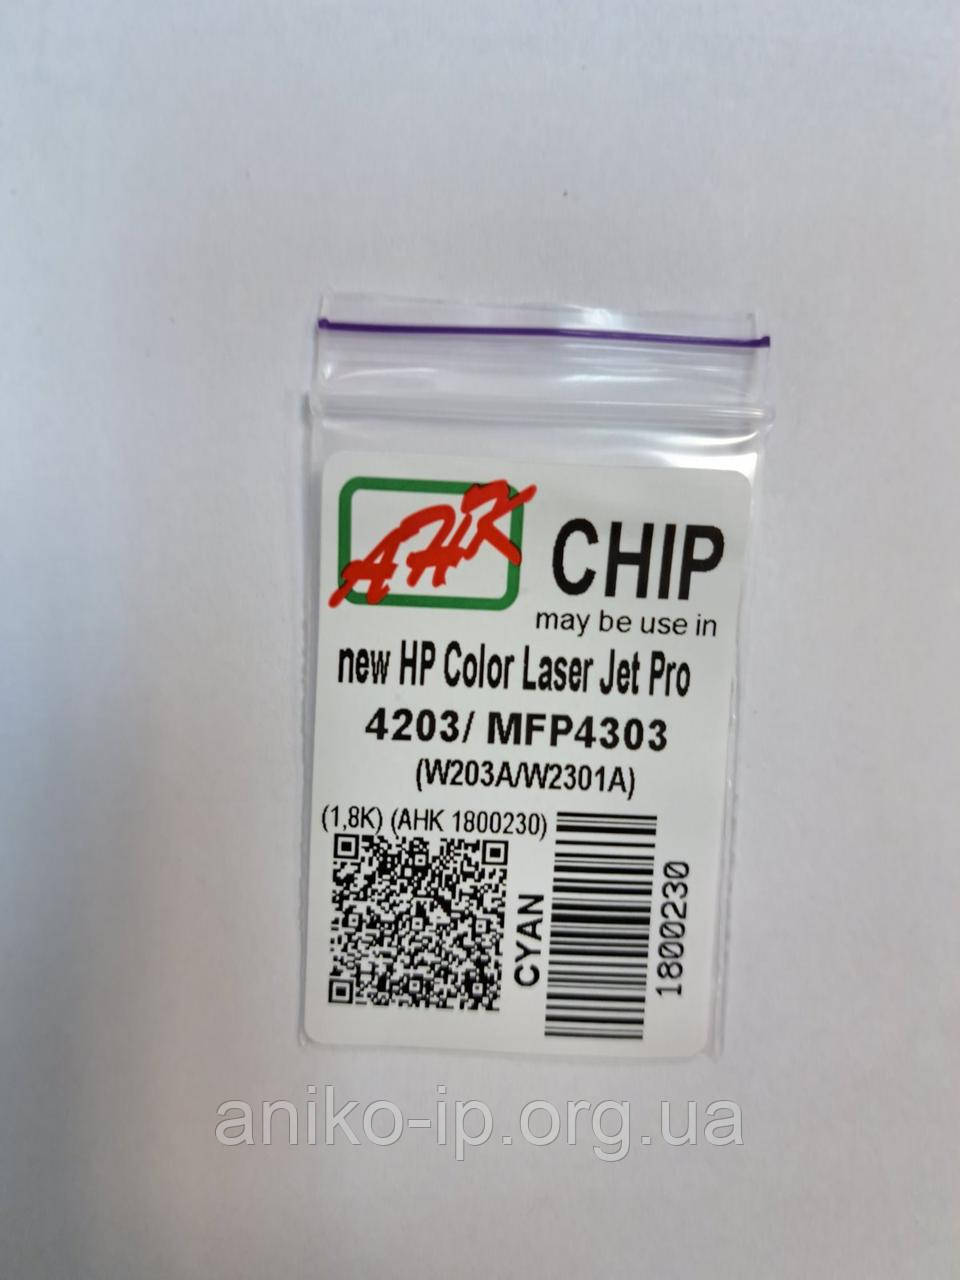 AHK
CHIP
may be use in
new HP Color Laser Jet Pro
4203/ MFP4303
(W203A/W2301A)
(1,8K) (AHK 1800230)
CYAN
1800230
aniko-ip.org.ua